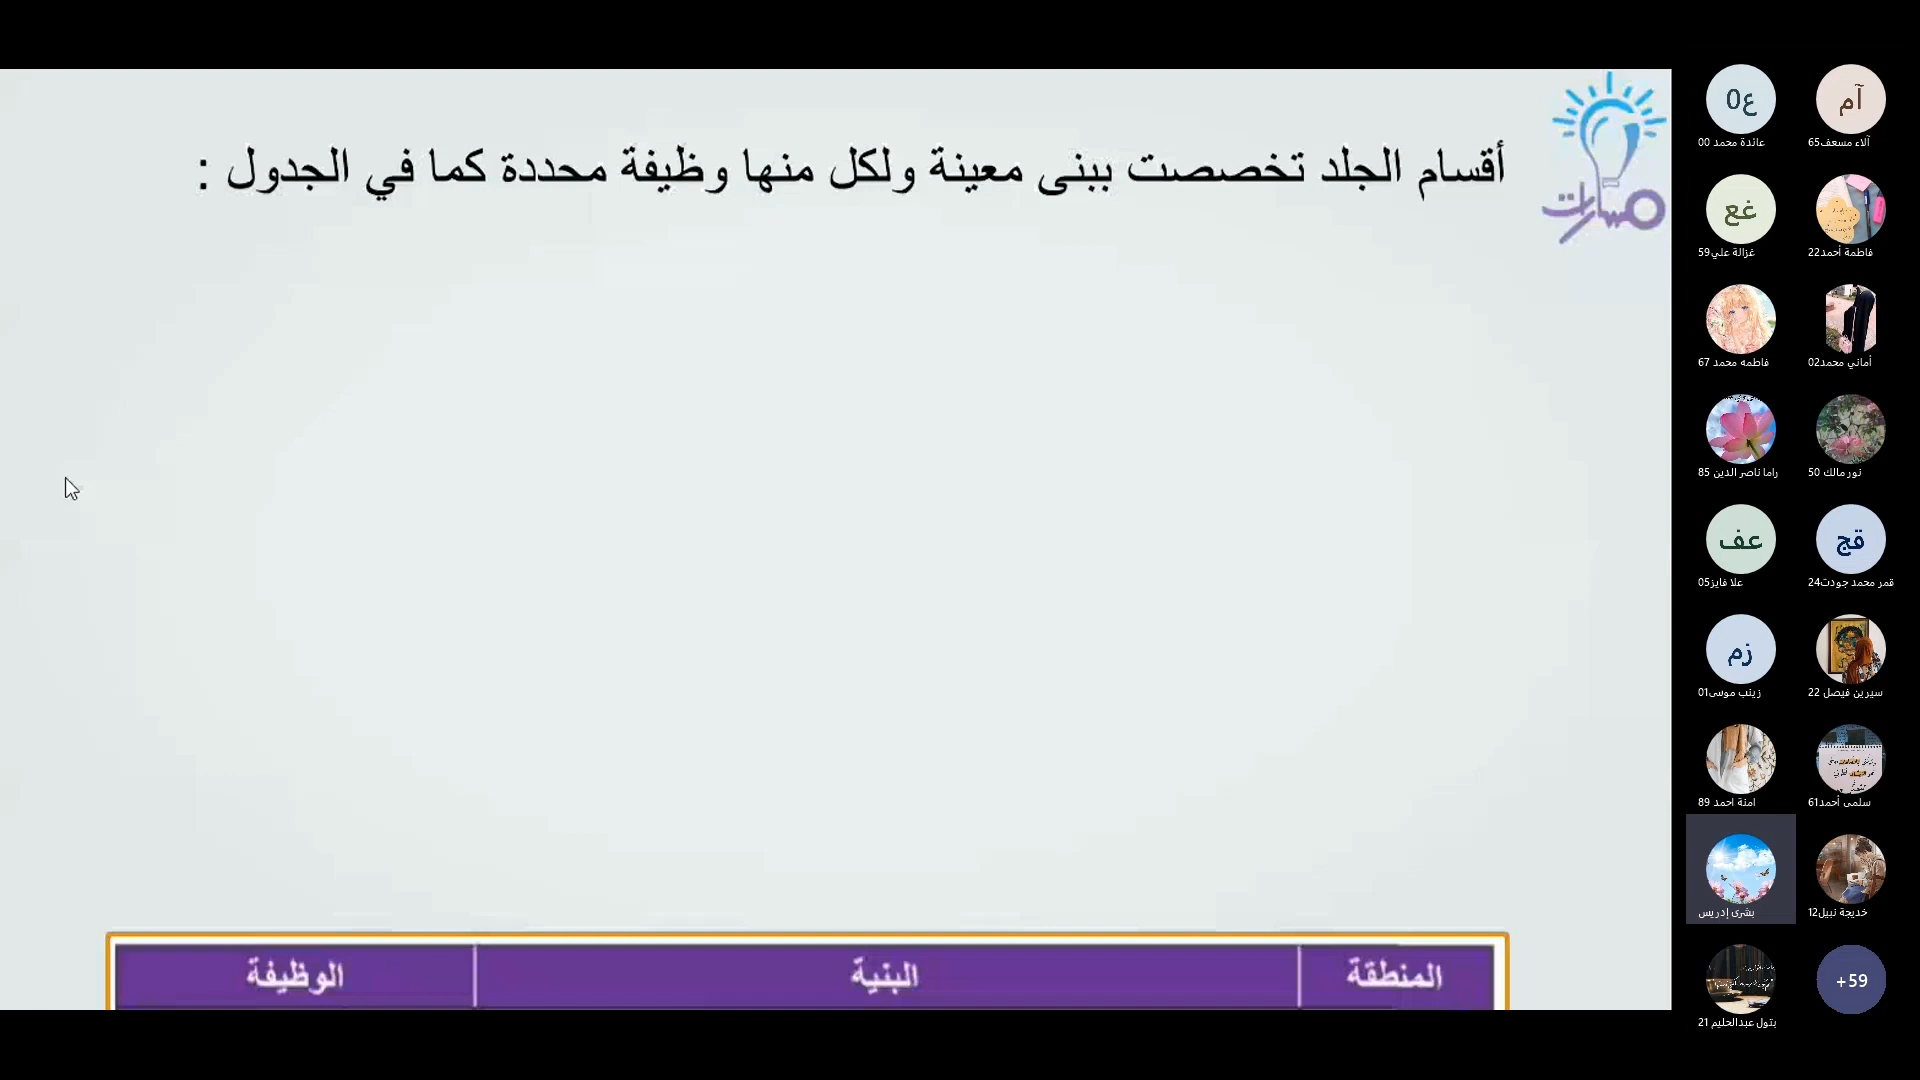 مسارات
أقسام الجلد تخصصت ببنى معينة ولكل منها وظيفة محددة كما في الجدول :
المنطقة البنية الوظيفة
آم ع0
آلاء مسعف65 عائدة محمد 00
غع
فاطمة أحمد22 غزالة علي59
أماني محمد02 فاطمه محمد 67
نور مالك 50 راما ناصر الدين 85
قج عف
قمر محمد جودت24 علا فايز05
زم
سيرين فيصل 22 زينب موسى01
سلمى أحمد61 امنة احمد 89
خديجة نبيل12 بشرى إدريس
+59
بتول عبدالحليم 21